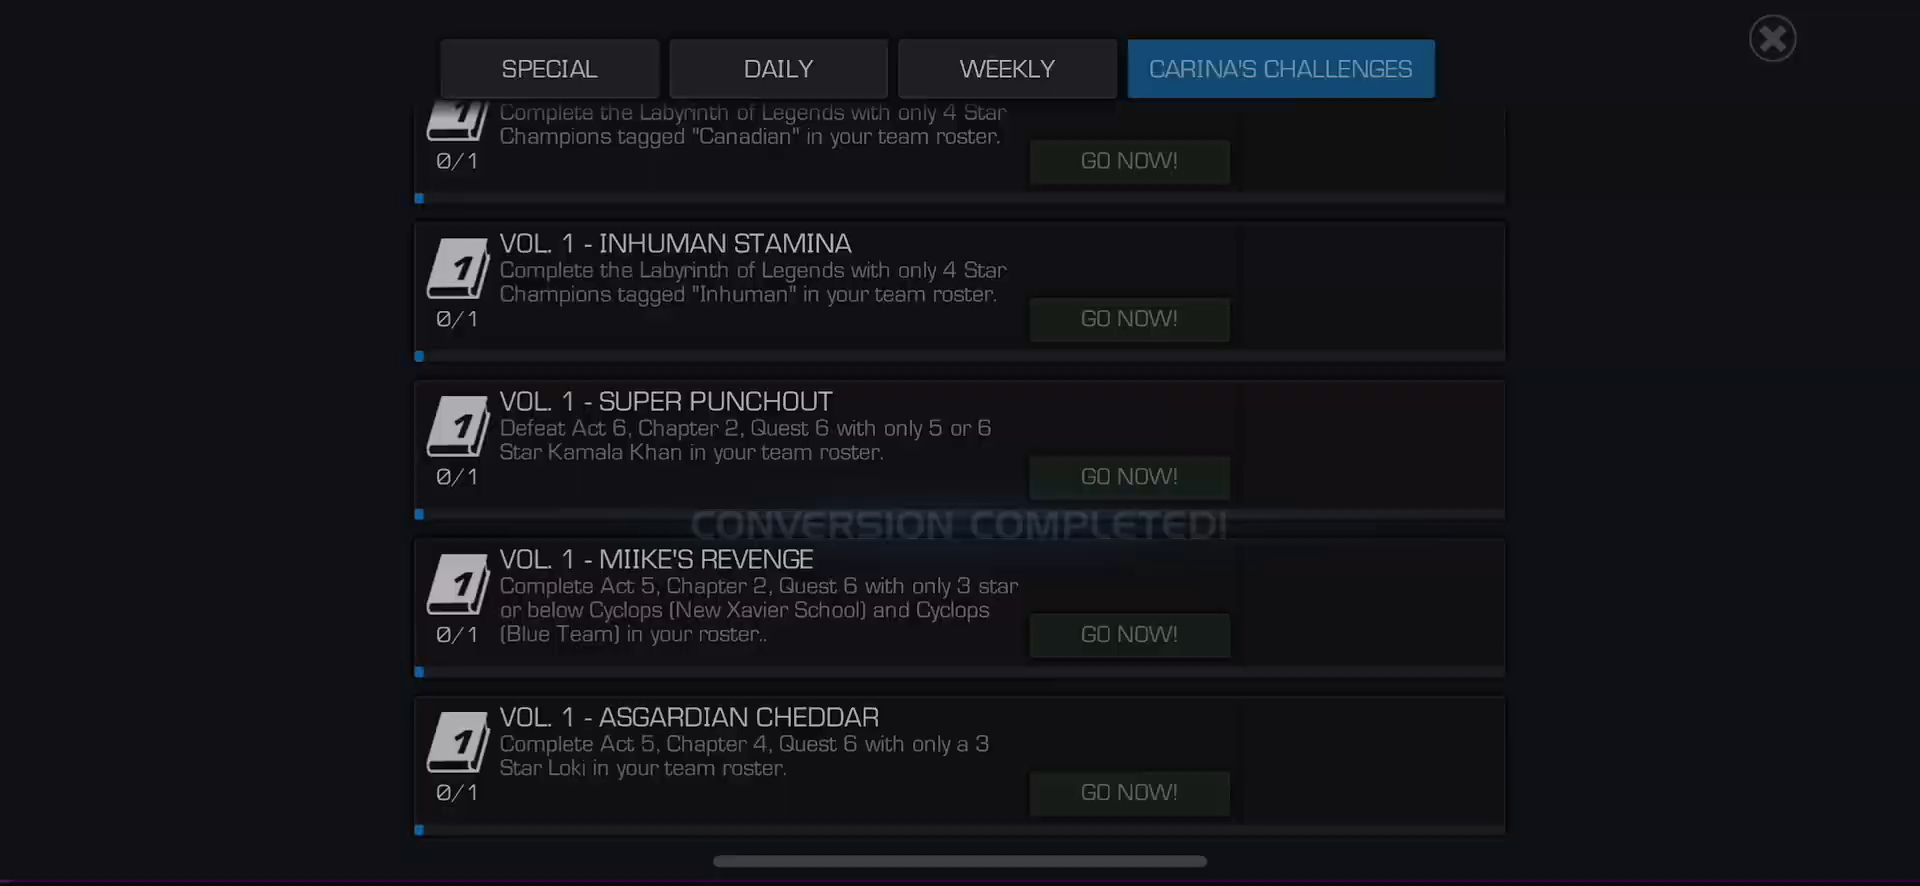 SPECIAL
DAILY
WEEKLY
CARINA'S CHALLENGES
1
Complete the Labyrinth of Legends with only 4 Star
Champions tagged "Canadian" in your team roster.
0/1
GO NOW!
VOL. 1 - INHUMAN STAMINA
1
Complete the Labyrinth of Legends with only 4 Star
Champions tagged "Inhuman" in your team roster.
0/1
GO NOW!
VOL. 1 - SUPER PUNCHOUT
1
Defeat Act 6, Chapter 2, Quest 6 with only 5 or 6
Star Kamala Khan in your team roster.
0/1
GO NOW!
CONVERSION COMPLETED!
VOL. 1 - MIIKE'S REVENGE
1
Complete Act 5, Chapter 2, Quest 6 with only 3 star
or below Cyclops (New Xavier School) and Cyclops
(Blue Team) in your roster..
0/1
GO NOW!
VOL. 1 - ASGARDIAN CHEDDAR
1
Complete Act 5, Chapter 4, Quest 6 with only a 3
Star Loki in your team roster.
0/1
GO NOW!